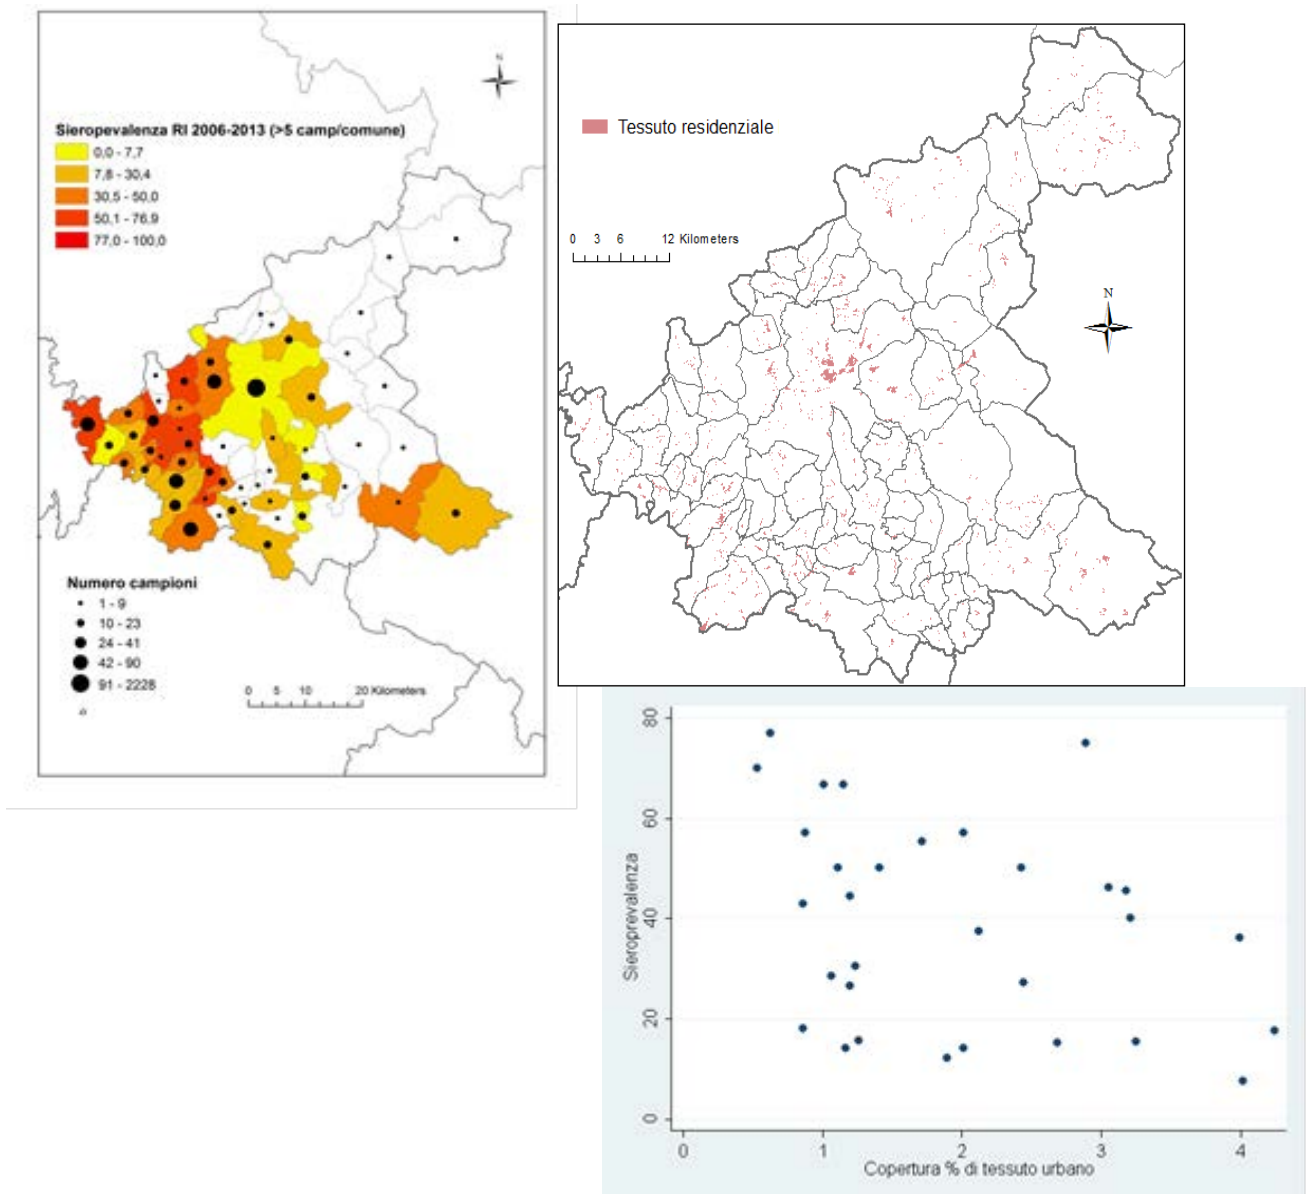 N
Sieropevalenza RI 2006-2013 (>5 camp/comune)
0,0 - 7,7
7,8 - 30,4
30,5 - 50,0
50,1 - 76,9
77,0 - 100,0
Numero campioni
1 - 9
10 - 23
24 - 41
42 - 90
91 - 2228
0 5 10 20 Kilometers
Tessuto residenziale
0 3 6 12 Kilometers
N
Sieroprevalenza
80
60
40
20
0
0 1 2 3 4
Copertura % di tessuto urbano